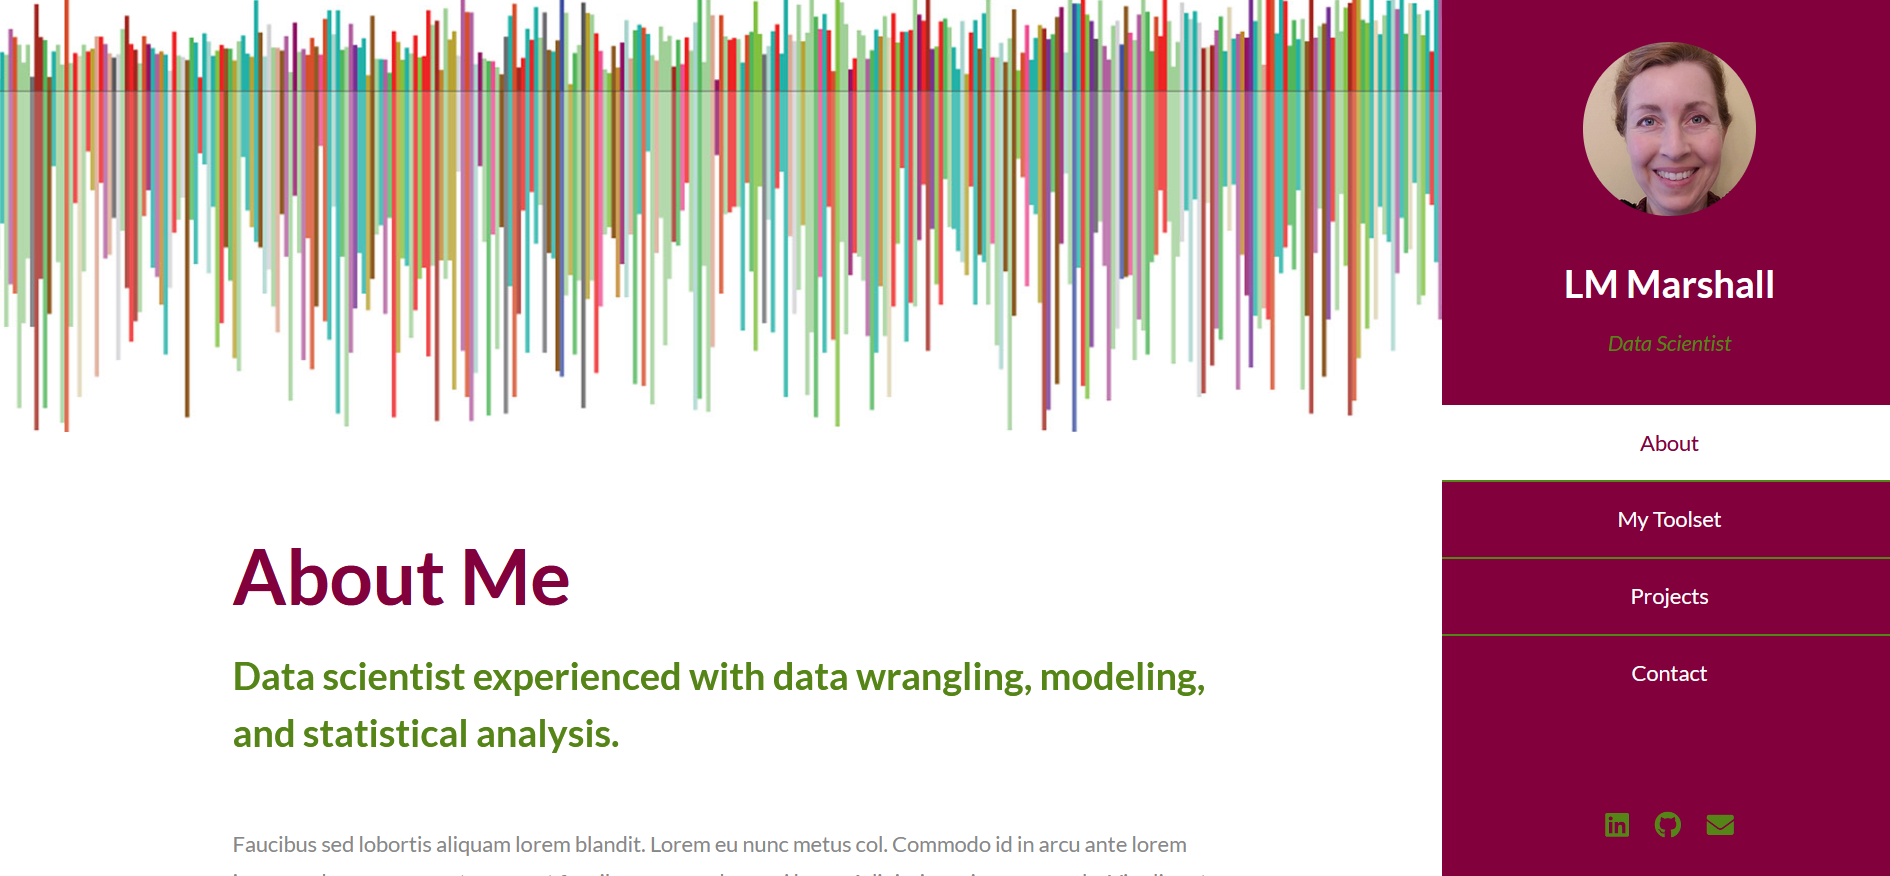 LM Marshall
Data Scientist
About
My Toolset
Projects
Contact
About Me
Data scientist experienced with data wrangling, modeling,
and statistical analysis.
Faucibus sed lobortis aliquam lorem blandit. Lorem eu nunc metus col. Commodo id in arcu ante lorem